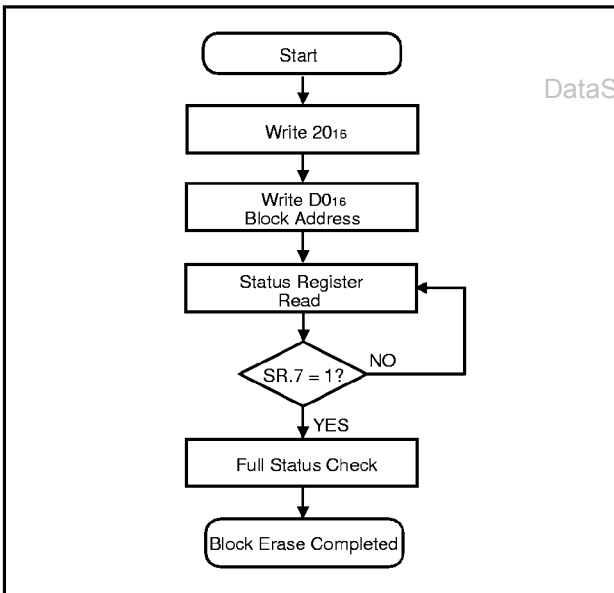 Start
DataS
Write 20₁₆
Write D0₁₆
Block Address
Status Register
Read
SR.7 = 1?
NO
YES
Full Status Check
Block Erase Completed